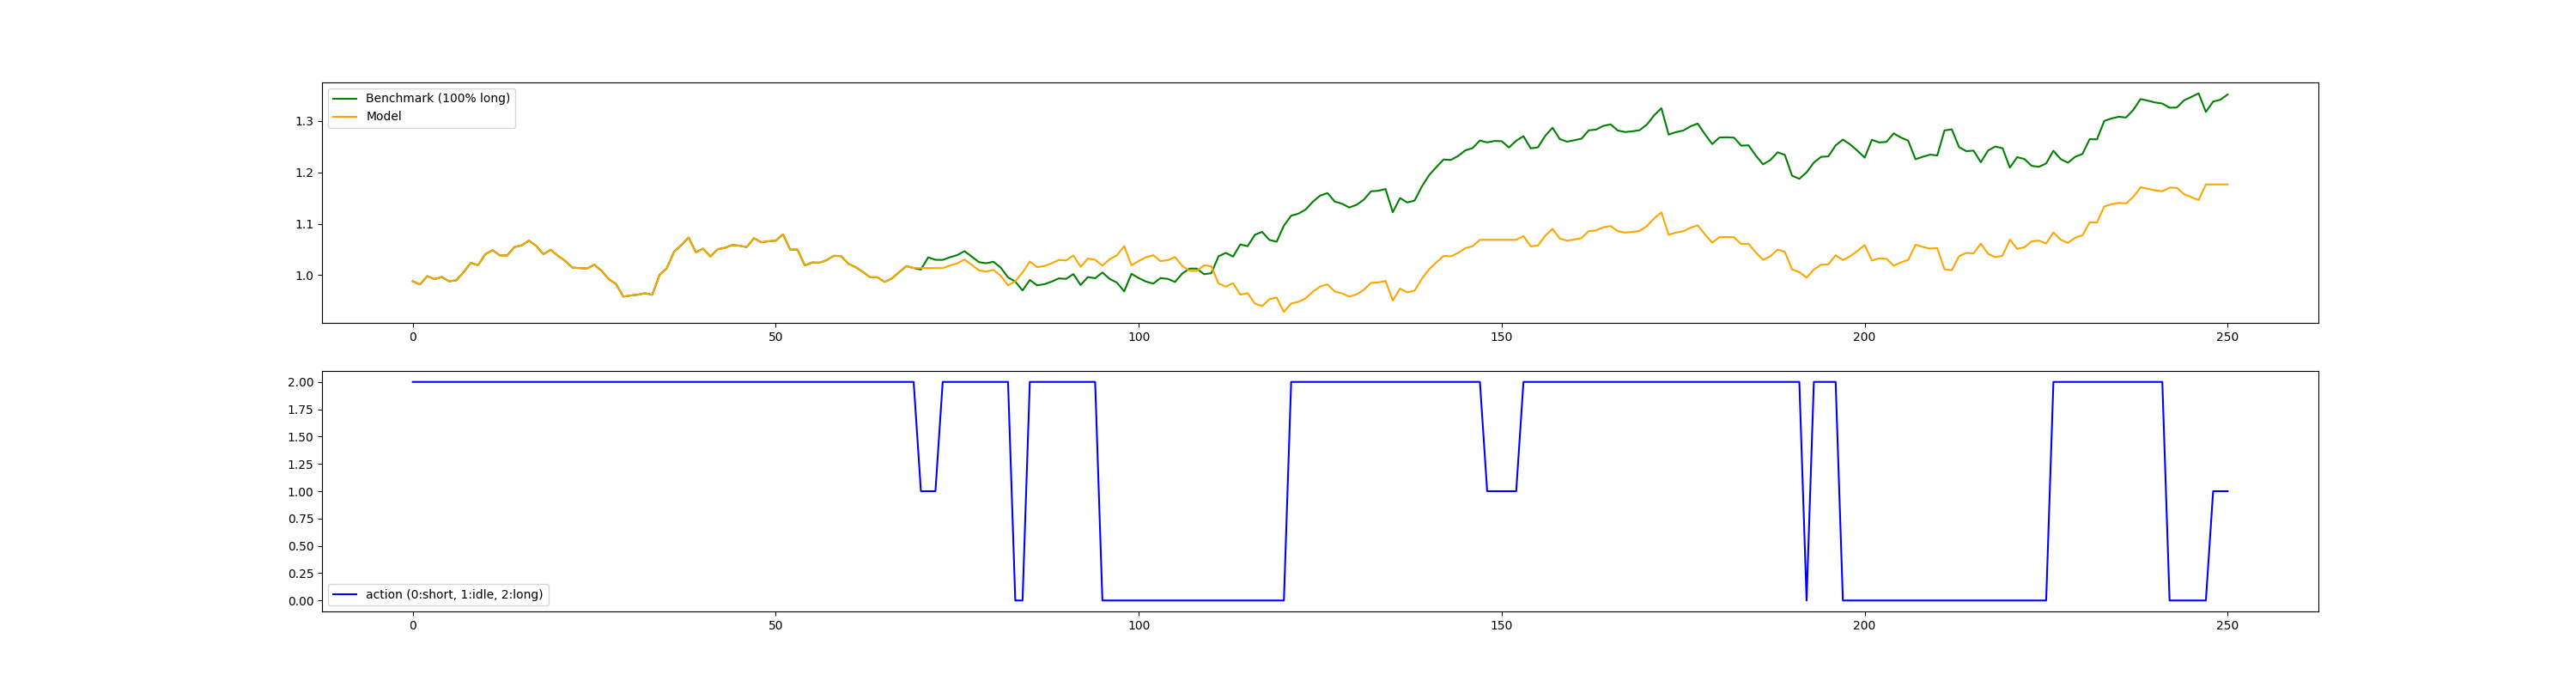 Benchmark (100% long)
Model
1.3
1.2
1.1
1.0
0 50 100 150 200 250
2.00
1.75
1.50
1.25
1.00
0.75
0.50
0.25
0.00
action (0:short, 1:idle, 2:long)
0 50 100 150 200 250